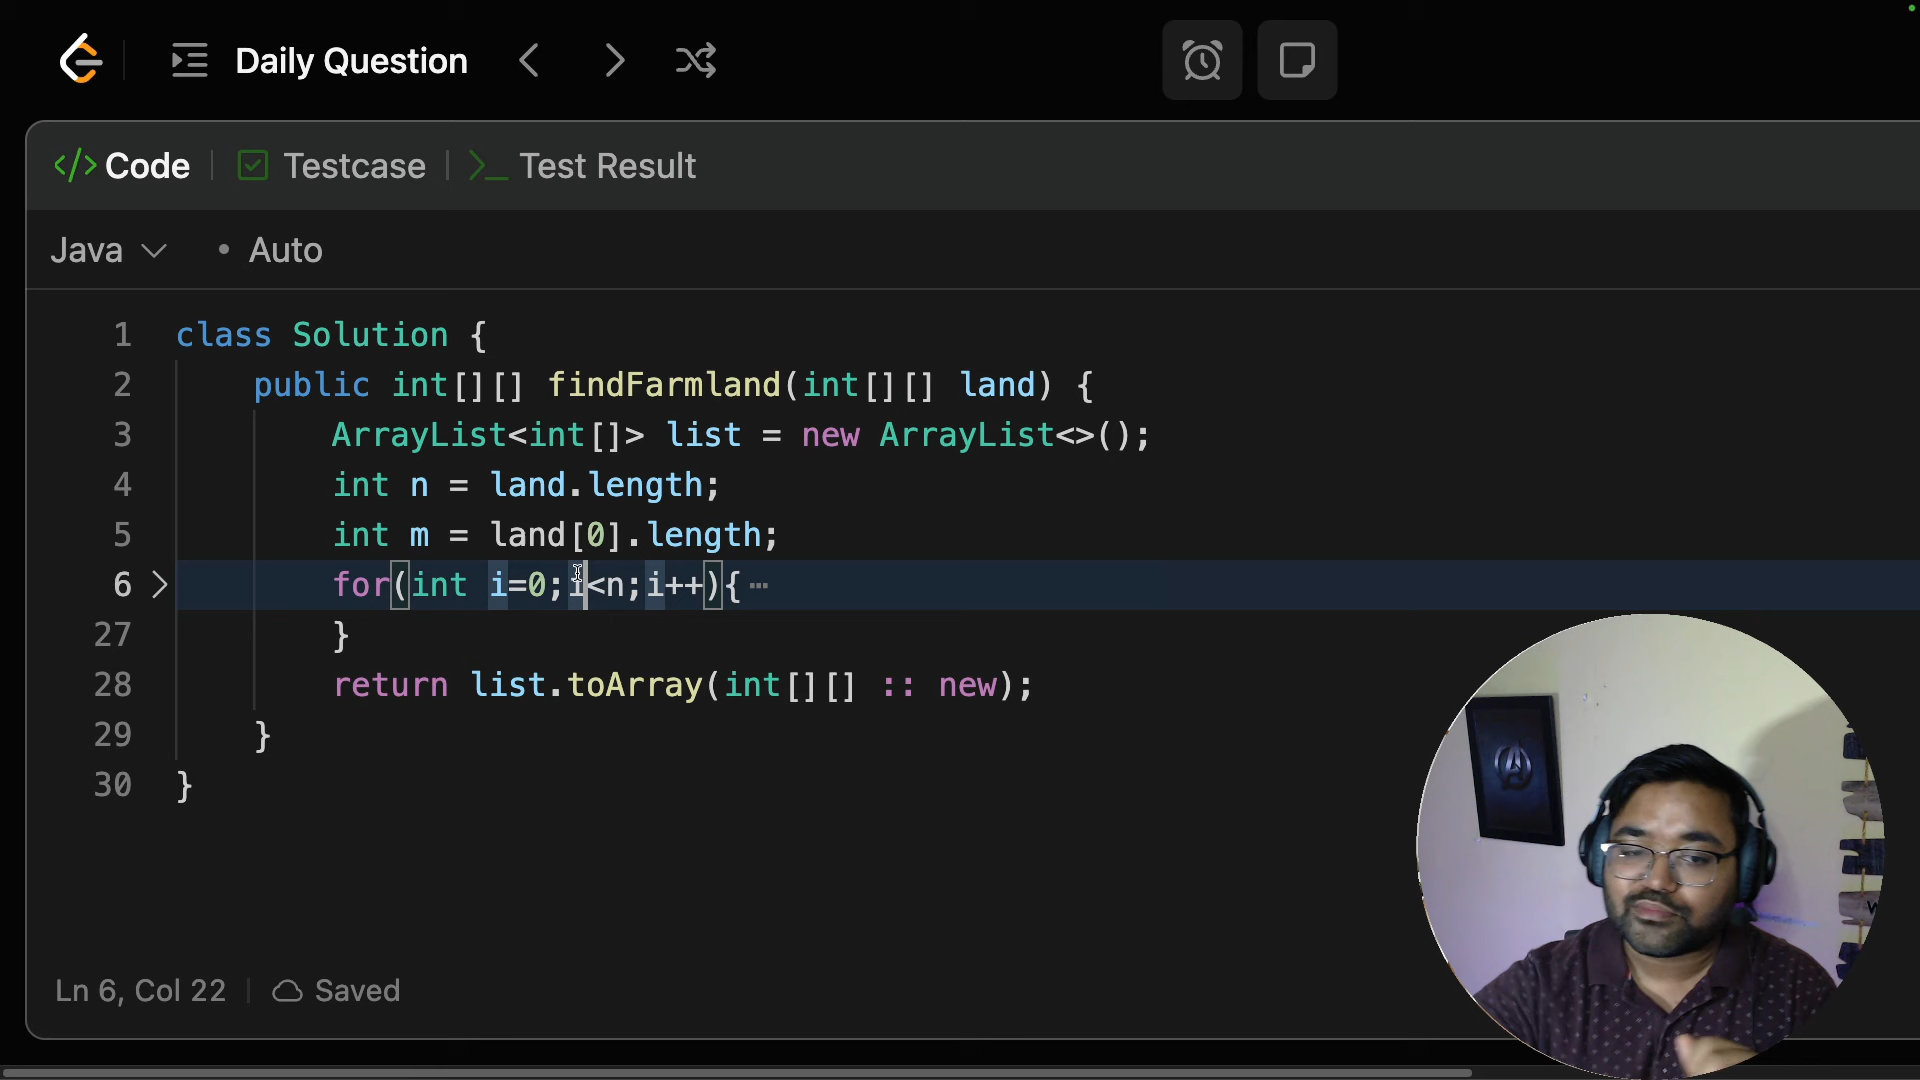 Daily Question
</> Code | Testcase | >_ Test Result
Java • Auto
1 class Solution {
2 public int[][] findFarmland(int[][] land) {
3 ArrayList<int[]> list = new ArrayList<>();
4 int n = land.length;
5 int m = land[0].length;
6 for(int i=0;i<n;i++){ ⋯
27 }
28 return list.toArray(int[][] :: new);
29 }
30 }
Ln 6, Col 22 | Saved